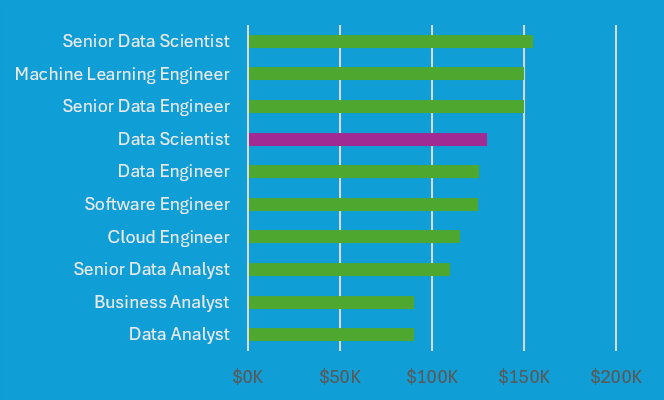 Senior Data Scientist
Machine Learning Engineer
Senior Data Engineer
Data Scientist
Data Engineer
Software Engineer
Cloud Engineer
Senior Data Analyst
Business Analyst
Data Analyst
$0K $50K $100K $150K $200K